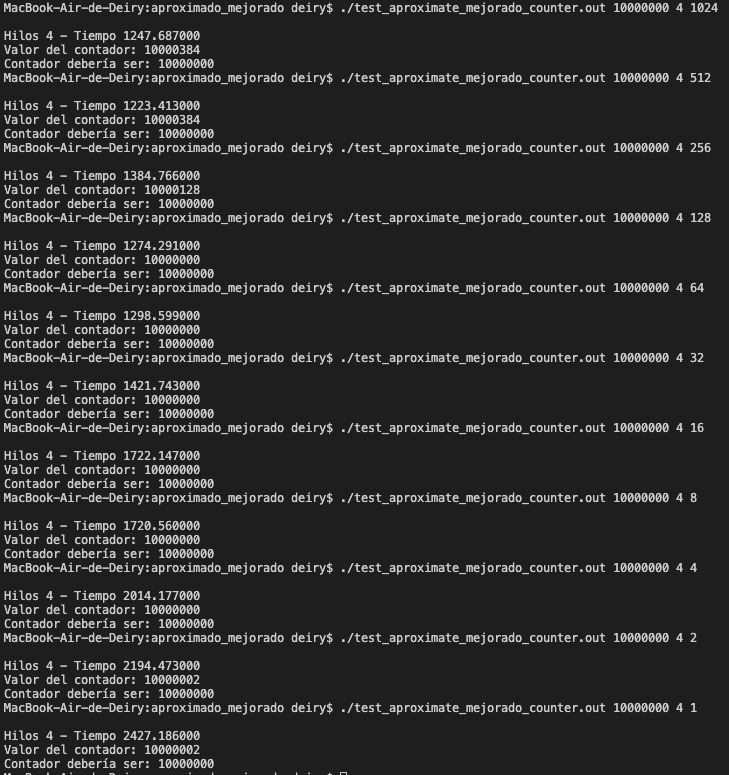 MacBook-Air-de-Deiry:aproximado_mejorado deiry$ ./test_aproximate_mejorado_counter.out 10000000 4 1024
Hilos 4 - Tiempo 1247.687000
Valor del contador: 10000384
Contador debería ser: 10000000
MacBook-Air-de-Deiry:aproximado_mejorado deiry$ ./test_aproximate_mejorado_counter.out 10000000 4 512
Hilos 4 - Tiempo 1223.413000
Valor del contador: 10000384
Contador debería ser: 10000000
MacBook-Air-de-Deiry:aproximado_mejorado deiry$ ./test_aproximate_mejorado_counter.out 10000000 4 256
Hilos 4 - Tiempo 1384.766000
Valor del contador: 10000128
Contador debería ser: 10000000
MacBook-Air-de-Deiry:aproximado_mejorado deiry$ ./test_aproximate_mejorado_counter.out 10000000 4 128
Hilos 4 - Tiempo 1274.291000
Valor del contador: 10000000
Contador debería ser: 10000000
MacBook-Air-de-Deiry:aproximado_mejorado deiry$ ./test_aproximate_mejorado_counter.out 10000000 4 64
Hilos 4 - Tiempo 1298.599000
Valor del contador: 10000000
Contador debería ser: 10000000
MacBook-Air-de-Deiry:aproximado_mejorado deiry$ ./test_aproximate_mejorado_counter.out 10000000 4 32
Hilos 4 - Tiempo 1421.743000
Valor del contador: 10000000
Contador debería ser: 10000000
MacBook-Air-de-Deiry:aproximado_mejorado deiry$ ./test_aproximate_mejorado_counter.out 10000000 4 16
Hilos 4 - Tiempo 1722.147000
Valor del contador: 10000000
Contador debería ser: 10000000
MacBook-Air-de-Deiry:aproximado_mejorado deiry$ ./test_aproximate_mejorado_counter.out 10000000 4 8
Hilos 4 - Tiempo 1720.560000
Valor del contador: 10000000
Contador debería ser: 10000000
MacBook-Air-de-Deiry:aproximado_mejorado deiry$ ./test_aproximate_mejorado_counter.out 10000000 4 4
Hilos 4 - Tiempo 2014.177000
Valor del contador: 10000000
Contador debería ser: 10000000
MacBook-Air-de-Deiry:aproximado_mejorado deiry$ ./test_aproximate_mejorado_counter.out 10000000 4 2
Hilos 4 - Tiempo 2194.473000
Valor del contador: 10000002
Contador debería ser: 10000000
MacBook-Air-de-Deiry:aproximado_mejorado deiry$ ./test_aproximate_mejorado_counter.out 10000000 4 1
Hilos 4 - Tiempo 2427.186000
Valor del contador: 10000002
Contador debería ser: 10000000